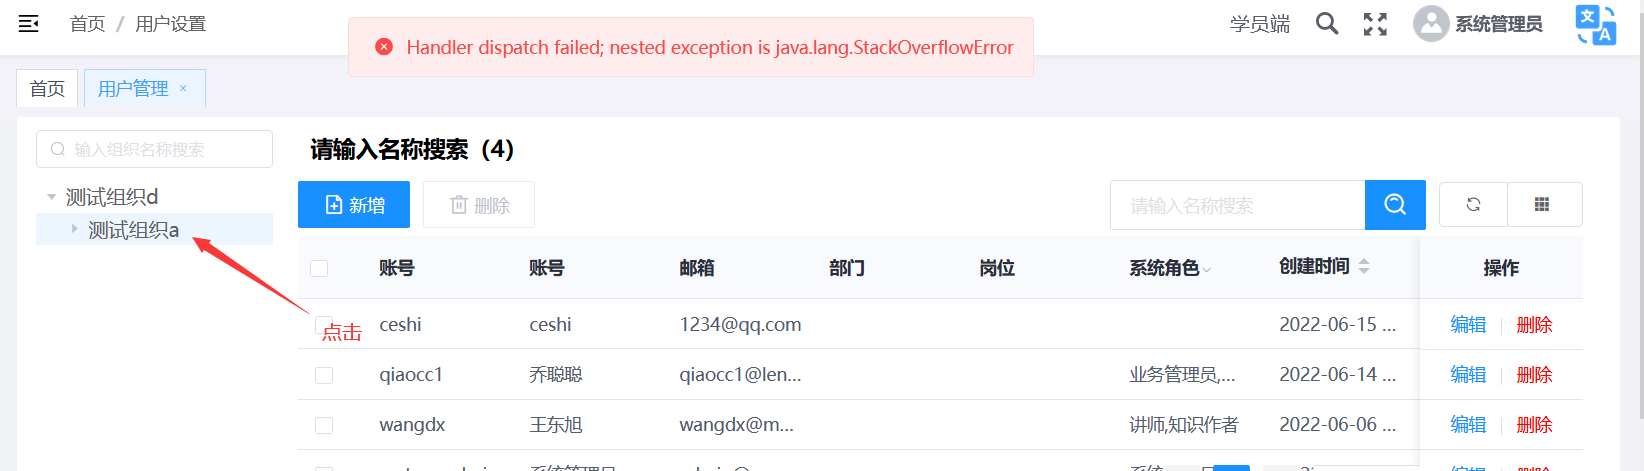 首页 / 用户设置
Handler dispatch failed; nested exception is java.lang.StackOverflowError
学员端
系统管理员
文 A
首页
用户管理 ×
输入组织名称搜索
测试组织d
测试组织a
请输入名称搜索（4）
新增
删除
请输入名称搜索
账号 账号 邮箱 部门 岗位 系统角色 创建时间 操作
点击
ceshi ceshi 1234@qq.com 2022-06-15 ... 编辑 删除
qiaocc1 乔聪聪 qiaocc1@len... 业务管理员,... 2022-06-14 ... 编辑 删除
wangdx 王东旭 wangdx@m... 讲师,知识作者 2022-06-06 ... 编辑 删除